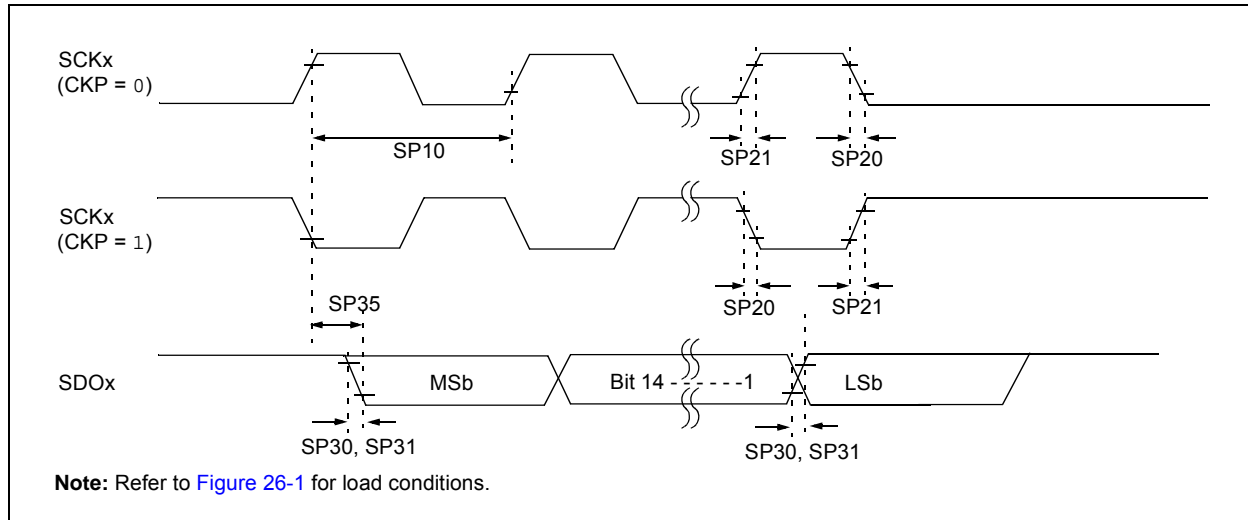 SCKx
(CKP = 0)
SP10
SP21
SP20
SCKx
(CKP = 1)
SP35
SP20
SP21
SDOx
MSb
Bit 14 - - - - - -1
LSb
SP30, SP31
SP30, SP31
Note: Refer to Figure 26-1 for load conditions.